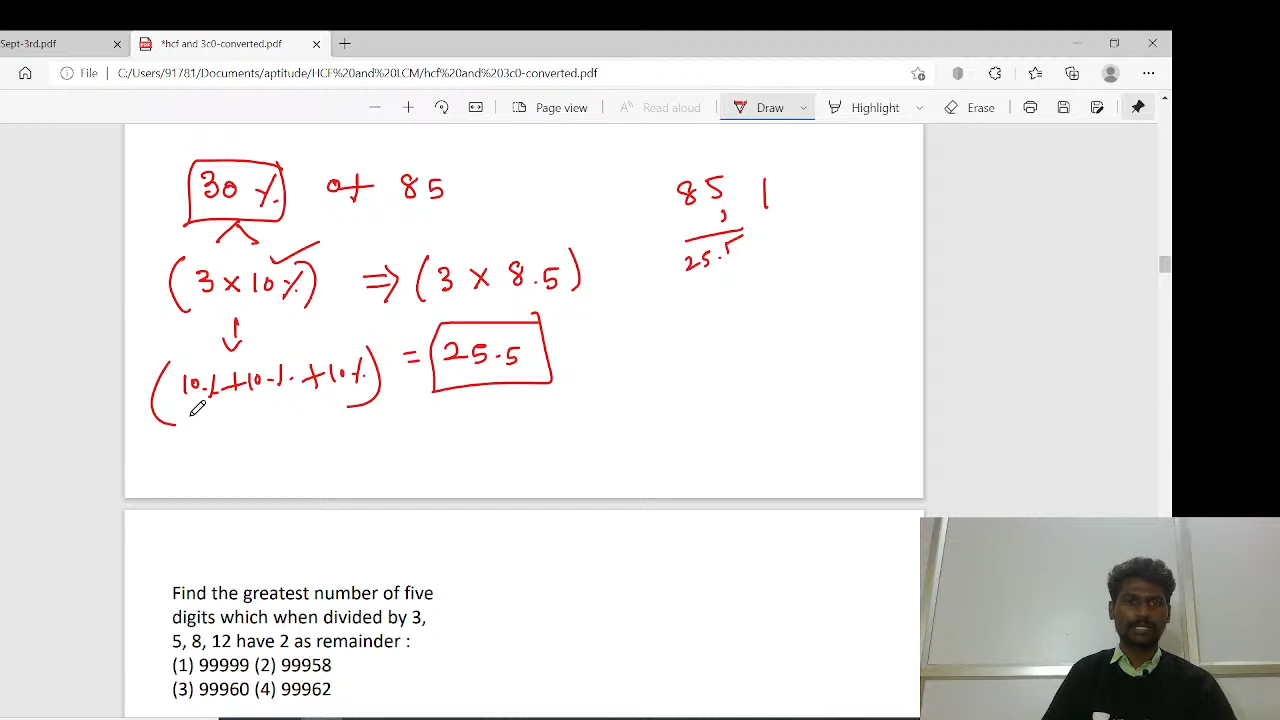 Sept-3rd.pdf
*hcf and 3c0-converted.pdf
File
C:/Users/91781/Documents/aptitude/HCF%20and%20LCM/hcf%20and%203c0-converted.pdf
Page view
Read aloud
Draw
Highlight
Erase
30 % of 85
(3 × 10%) ⇒ (3 × 8.5)
(10% + 10% + 10%) = 25.5
85 1
3
25.5
Find the greatest number of five
digits which when divided by 3,
5, 8, 12 have 2 as remainder :
(1) 99999 (2) 99958
(3) 99960 (4) 99962